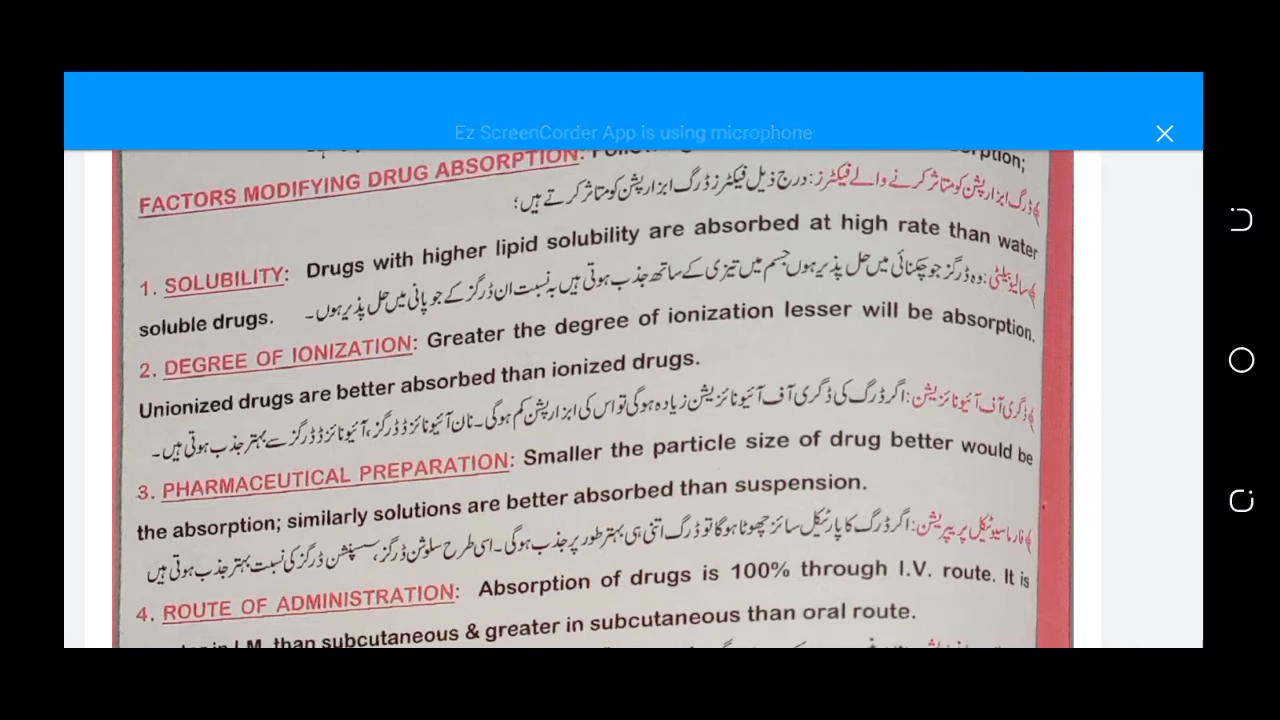 Ez ScreenCorder App is using microphone
FACTORS MODIFYING DRUG ABSORPTION:
﴿ڈرگ ابزارپشن کو متاثر کرنے والے فیکٹرز: درج ذیل فیکٹرز ڈرگ ابزارپشن کو متاثر کرتے ہیں؛
1. SOLUBILITY: Drugs with higher lipid solubility are absorbed at high rate than water
soluble drugs. ﴿سالیوبیلٹی: وہ ڈرگز جو چکنائی میں حل پذیر ہوں جسم میں تیزی کے ساتھ جذب ہوتی ہیں بہ نسبت ان ڈرگز کے جو پانی میں حل پذیر ہوں۔
2. DEGREE OF IONIZATION: Greater the degree of ionization lesser will be absorption.
Unionized drugs are better absorbed than ionized drugs.
﴿ڈگری آف آئیونائزیشن: اگر ڈرگ کی ڈگری آف آئیونائزیشن زیادہ ہوگی تو اس کی ابزارپشن کم ہوگی۔ نان آئیونائزڈ ڈرگز، آئیونائزڈ ڈرگز سے بہتر جذب ہوتی ہیں۔
3. PHARMACEUTICAL PREPARATION: Smaller the particle size of drug better would be
the absorption; similarly solutions are better absorbed than suspension.
﴿فارماسیوٹیکل پریپریشن: اگر ڈرگ کا پارٹیکل سائز چھوٹا ہوگا تو ڈرگ اتنی ہی بہتر طور پر جذب ہوگی۔ اسی طرح سلوشن ڈرگز، سسپنشن ڈرگز کی نسبت بہتر جذب ہوتی ہیں
4. ROUTE OF ADMINISTRATION: Absorption of drugs is 100% through I.V. route. It is
in I.M. than subcutaneous & greater in subcutaneous than oral route.